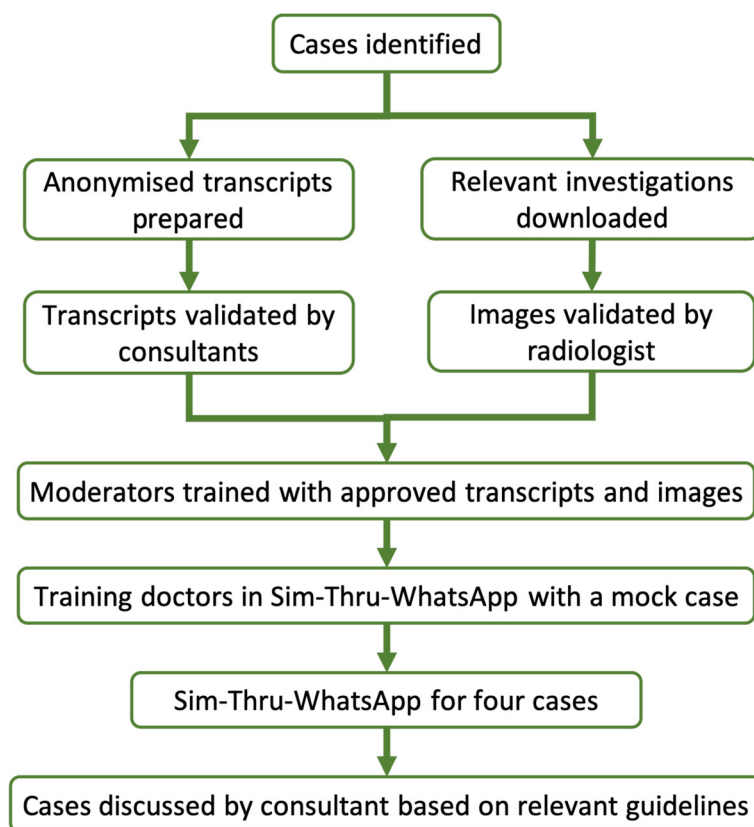 Cases identified
Anonymised transcripts
prepared
Relevant investigations
downloaded
Transcripts validated by
consultants
Images validated by
radiologist
Moderators trained with approved transcripts and images
Training doctors in Sim-Thru-WhatsApp with a mock case
Sim-Thru-WhatsApp for four cases
Cases discussed by consultant based on relevant guidelines